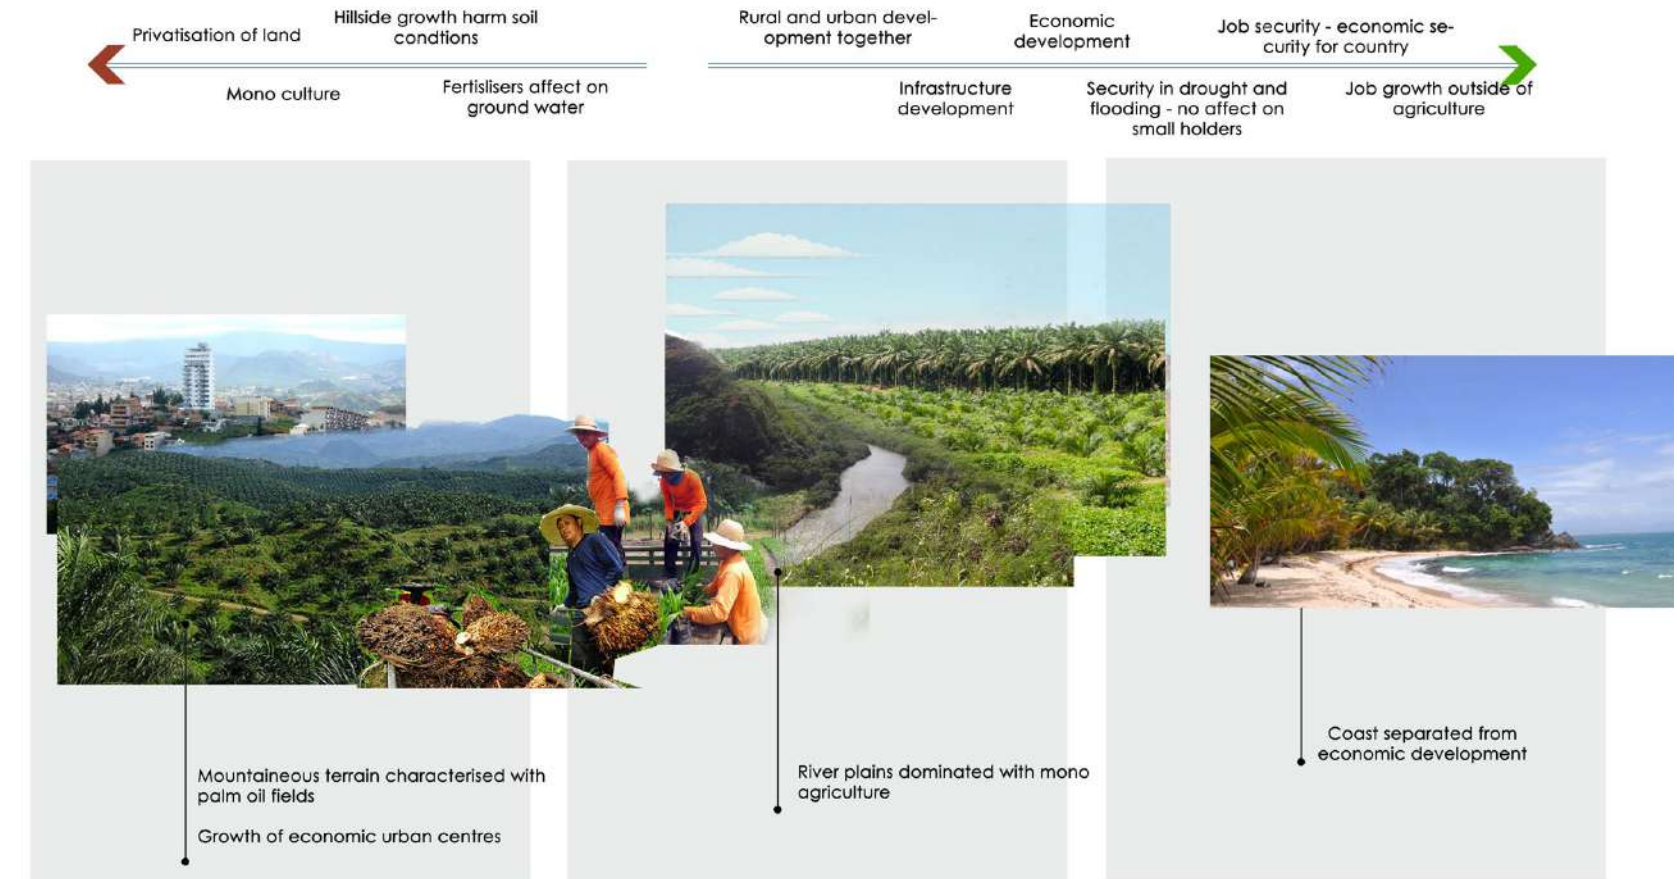 Privatisation of land
Hillside growth harm soil
condtions
Mono culture
Fertislisers affect on
ground water
Rural and urban devel-
opment together
Economic
development
Job security - economic se-
curity for country
Infrastructure
development
Security in drought and
flooding - no affect on
small holders
Job growth outside of
agriculture
Mountaineous terrain characterised with
palm oil fields
Growth of economic urban centres
River plains dominated with mono
agriculture
Coast separated from
economic development